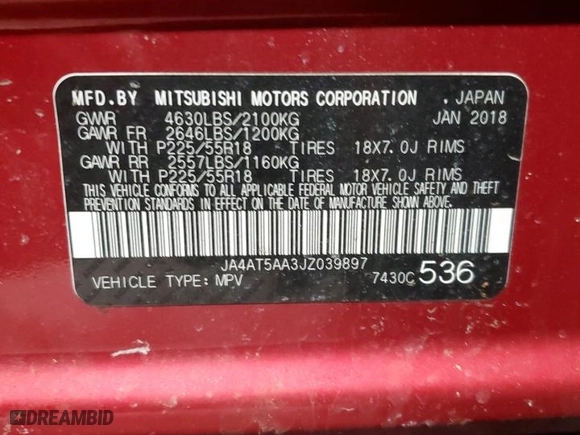 MFD.BY MITSUBISHI MOTORS CORPORATION . JAPAN
GVWR 4630LBS/2100KG JAN 2018
GAWR FR 2646LBS/1200KG
WITH P225/55R18 TIRES 18X7.0J RIMS
GAWR RR 2557LBS/1160KG
WITH P225/55R18 TIRES 18X7.0J RIMS
THIS VEHICLE CONFORMS TO ALL APPLICABLE FEDERAL MOTOR VEHICLE SAFETY AND THEFT
PREVENTION STANDARDS IN EFFECT ON THE DATE OF MANUFACTURE SHOWN ABOVE.
JA4AT5AA3JZ039897
VEHICLE TYPE: MPV 7430C 536
DREAMBID